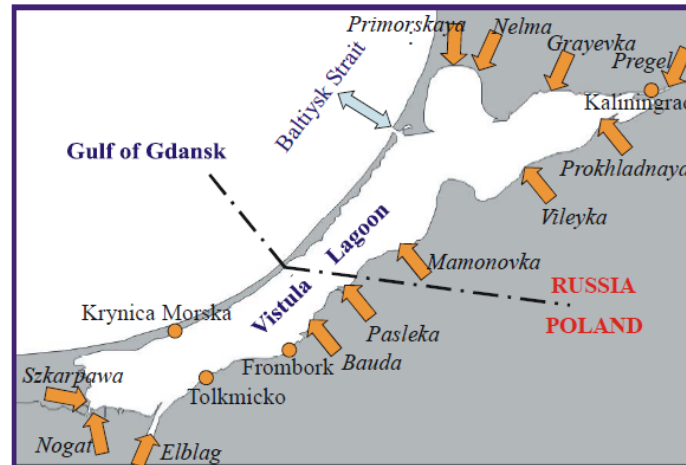 Primorskaya
Nelma
Grayevka
Pregel
Kaliningrad
Baltiysk Strait
Gulf of Gdansk
Prokhladnaya
Vileyka
Vistula Lagoon
Mamonovka
RUSSIA
POLAND
Krynica Morska
Pasleka
Bauda
Frombork
Tolkmicko
Szkarpawa
Nogat
Elblag